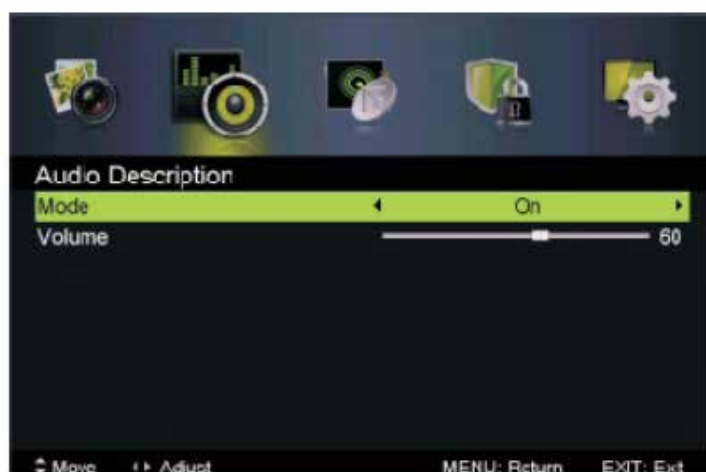 Audio Description
Mode On
Volume 60
Move Adjust MENU: Return EXIT: Exit